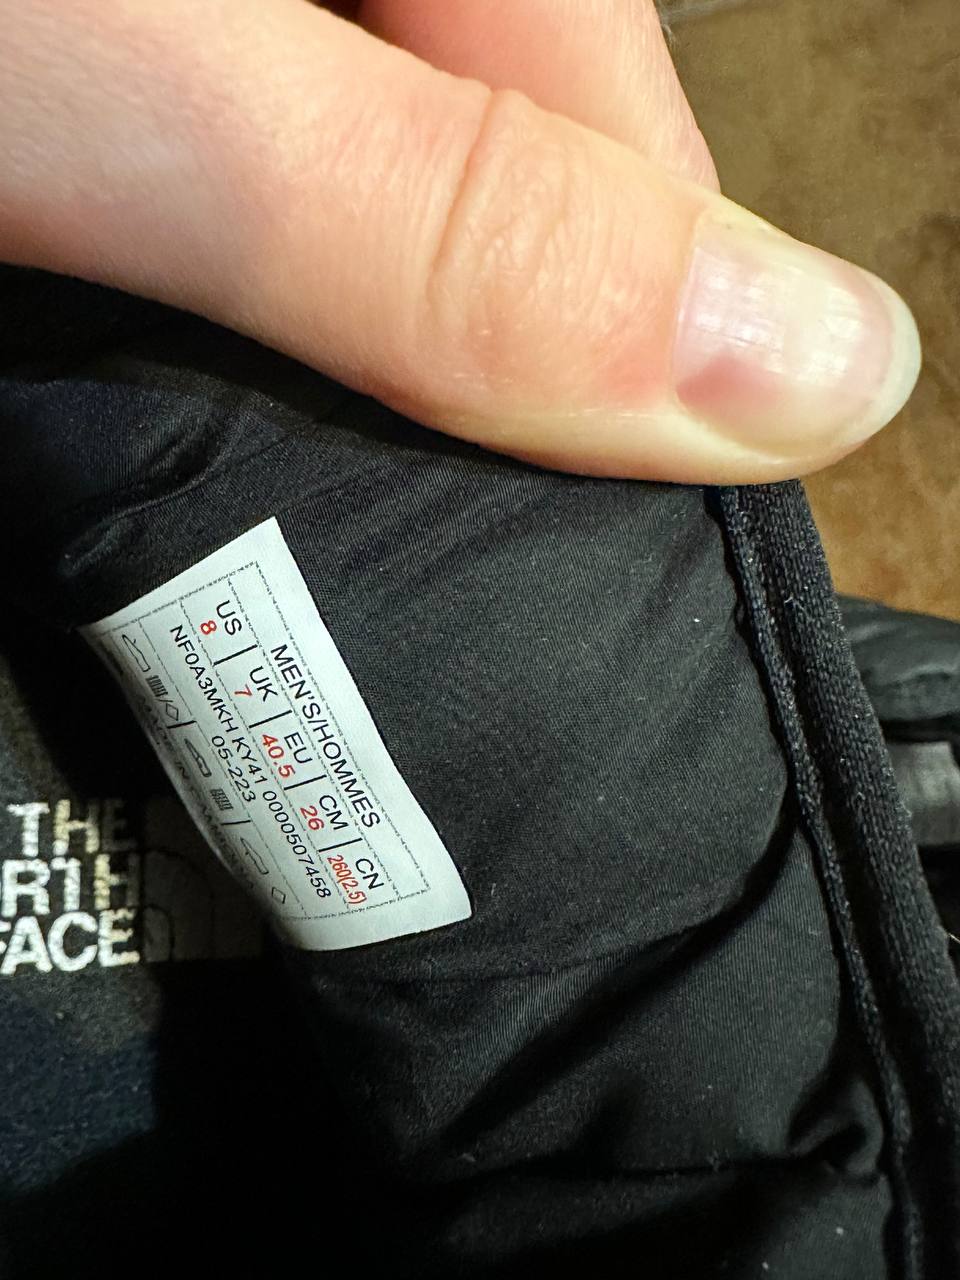 MEN'S/HOMMES
US | UK | EU | CM | CN
8 | 7 | 40.5 | 26 | 260(2.5)
NF0A3MKH KY41 0000507458
05-223
THE
RTH
FACE